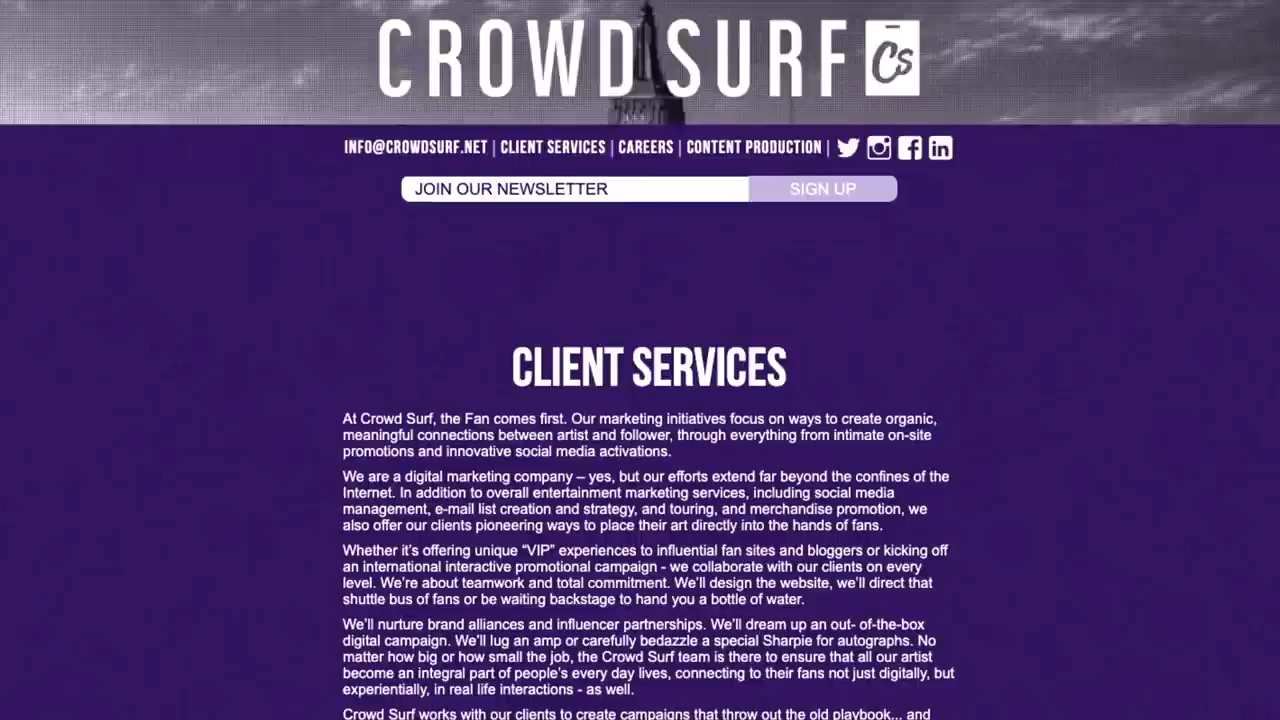 CROWD SURF Cs
INFO@CROWDSURF.NET | CLIENT SERVICES | CAREERS | CONTENT PRODUCTION |
JOIN OUR NEWSLETTER SIGN UP
CLIENT SERVICES
At Crowd Surf, the Fan comes first. Our marketing initiatives focus on ways to create organic,
meaningful connections between artist and follower, through everything from intimate on-site
promotions and innovative social media activations.
We are a digital marketing company – yes, but our efforts extend far beyond the confines of the
Internet. In addition to overall entertainment marketing services, including social media
management, e-mail list creation and strategy, and touring, and merchandise promotion, we
also offer our clients pioneering ways to place their art directly into the hands of fans.
Whether it’s offering unique “VIP” experiences to influential fan sites and bloggers or kicking off
an international interactive promotional campaign - we collaborate with our clients on every
level. We’re about teamwork and total commitment. We’ll design the website, we’ll direct that
shuttle bus of fans or be waiting backstage to hand you a bottle of water.
We’ll nurture brand alliances and influencer partnerships. We’ll dream up an out- of-the-box
digital campaign. We’ll lug an amp or carefully bedazzle a special Sharpie for autographs. No
matter how big or how small the job, the Crowd Surf team is there to ensure that all our artist
become an integral part of people’s every day lives, connecting to their fans not just digitally, but
experientially, in real life interactions - as well.
Crowd Surf works with our clients to create campaigns that throw out the old playbook... and